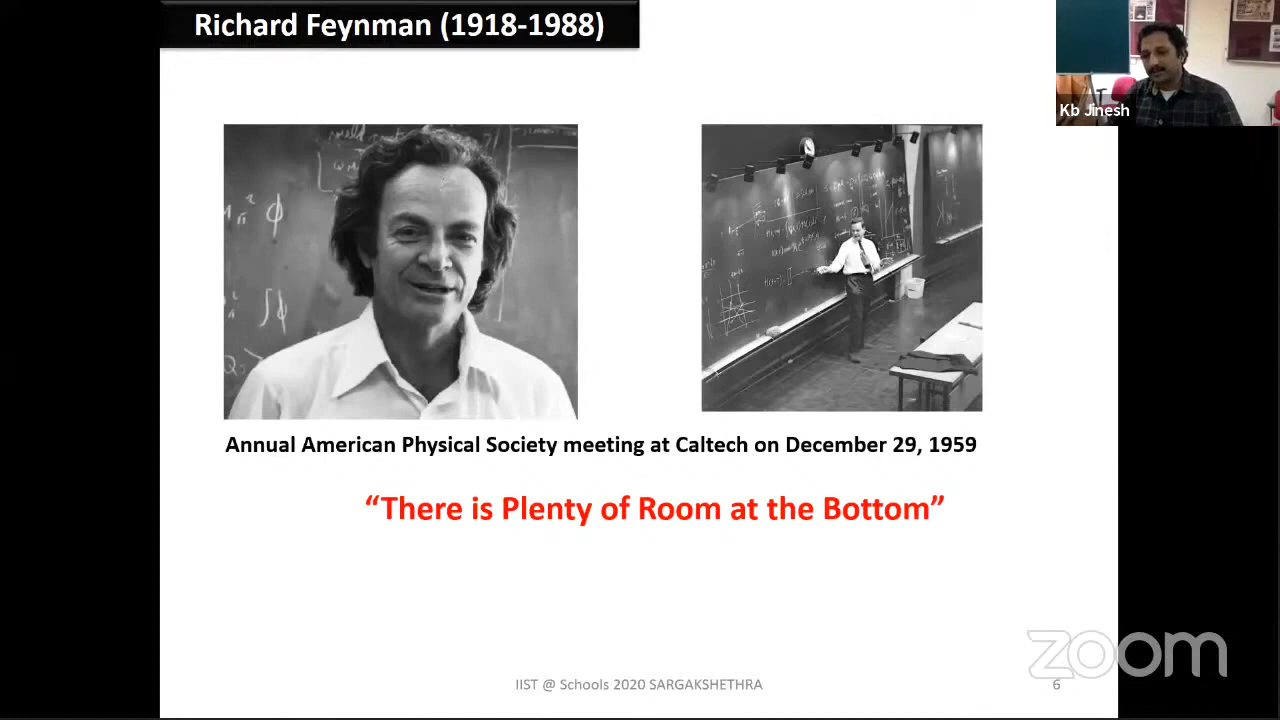 Richard Feynman (1918-1988)
Kb Jinesh
Annual American Physical Society meeting at Caltech on December 29, 1959
“There is Plenty of Room at the Bottom”
zoom
IIST @ Schools 2020 SARGAKSHETHRA
6